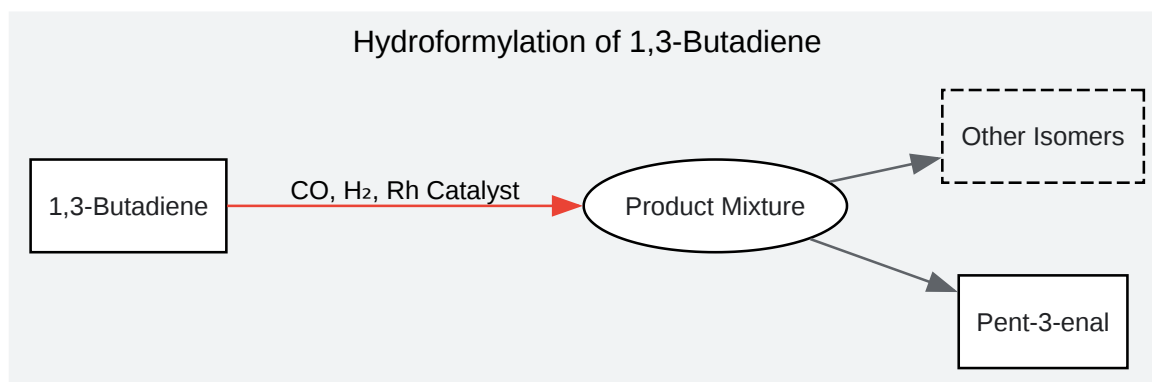 Hydroformylation of 1,3-Butadiene
1,3-Butadiene
CO, H₂, Rh Catalyst
Product Mixture
Other Isomers
Pent-3-enal